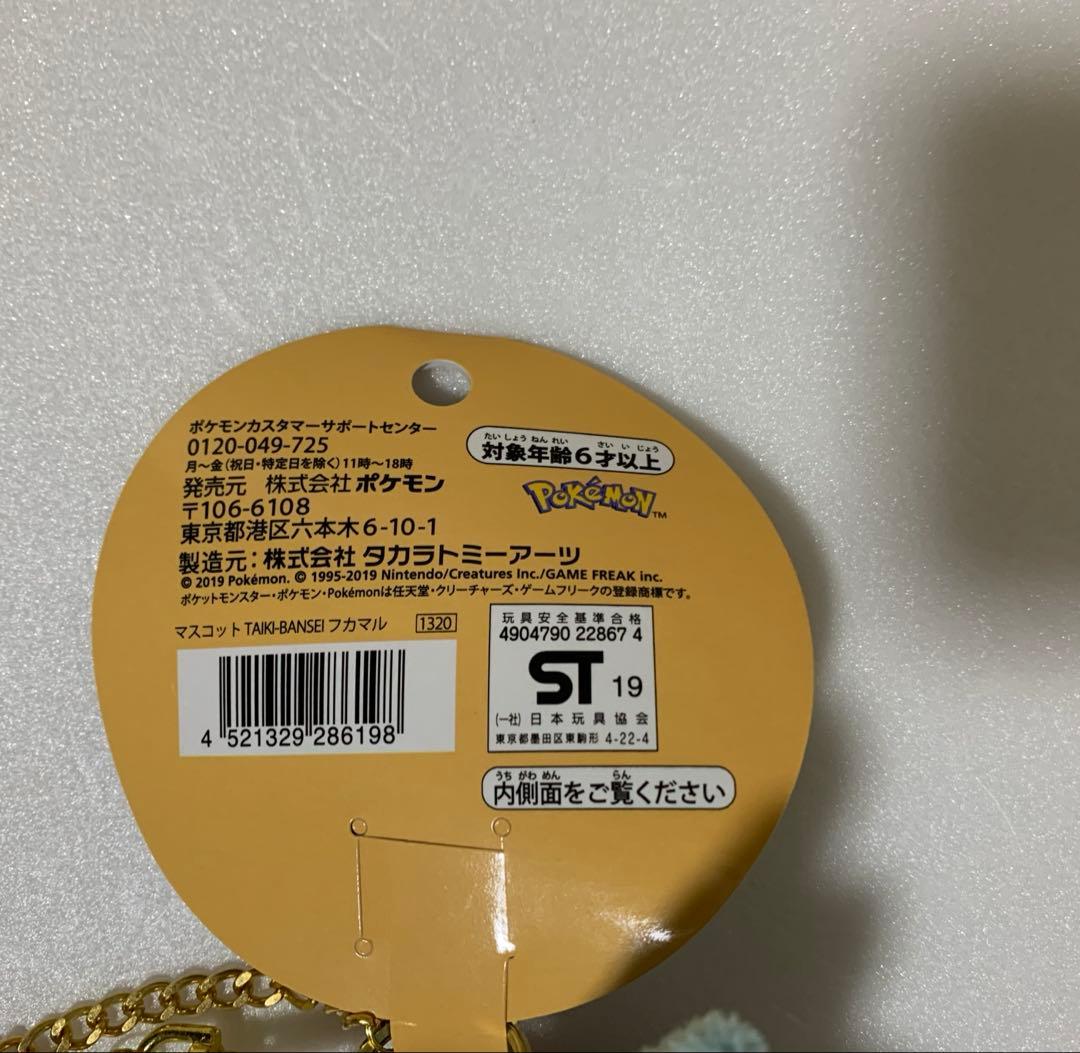 ポケモンカスタマーサポートセンター
0120-049-725
月〜金（祝日・特定日を除く）11時〜18時
発売元 株式会社ポケモン
〒106-6108
東京都港区六本木6-10-1
製造元：株式会社 タカラトミーアーツ
© 2019 Pokémon. © 1995-2019 Nintendo/Creatures Inc./GAME FREAK inc.
ポケットモンスター・ポケモン・Pokémonは任天堂・クリーチャーズ・ゲームフリークの登録商標です。
マスコット TAIKI-BANSEI フカマル 1320
4 521329 286198
たいしょうねんれい さいいじょう
対象年齢6才以上
POKéMON™
玩具安全基準合格
4904790 22867 4
ST 19
(一社) 日本玩具協会
東京都墨田区東駒形 4-22-4
うちがわめん らん
内側面をご覧ください